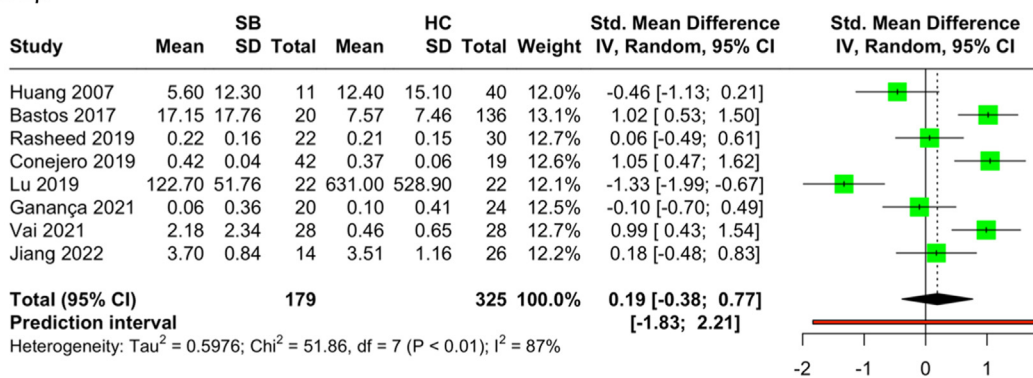 SB HC Std. Mean Difference Std. Mean Difference
Study Mean SD Total Mean SD Total Weight IV, Random, 95% CI IV, Random, 95% CI
Huang 2007 5.60 12.30 11 12.40 15.10 40 12.0% -0.46 [-1.13; 0.21]
Bastos 2017 17.15 17.76 20 7.57 7.46 136 13.1% 1.02 [ 0.53; 1.50]
Rasheed 2019 0.22 0.16 22 0.21 0.15 30 12.8% 0.06 [-0.49; 0.61]
Conejero 2019 0.42 0.04 42 0.37 0.06 19 12.6% 1.05 [ 0.47; 1.62]
Lu 2019 122.70 51.76 22 631.00 528.90 22 12.1% -1.33 [-1.99; -0.67]
Ganança 2021 0.06 0.36 20 0.10 0.41 24 12.5% -0.10 [-0.70; 0.49]
Vai 2021 2.18 2.34 28 0.46 0.65 28 12.7% 0.99 [ 0.43; 1.54]
Jiang 2022 3.70 0.84 14 3.51 1.16 26 12.2% 0.18 [-0.48; 0.83]
Total (95% CI) 179 325 100.0% 0.19 [-0.38; 0.77]
Prediction interval [-1.83; 2.21]
Heterogeneity: Tau² = 0.5976; Chi² = 51.86, df = 7 (P < 0.01); I² = 87%
-2 -1 0 1